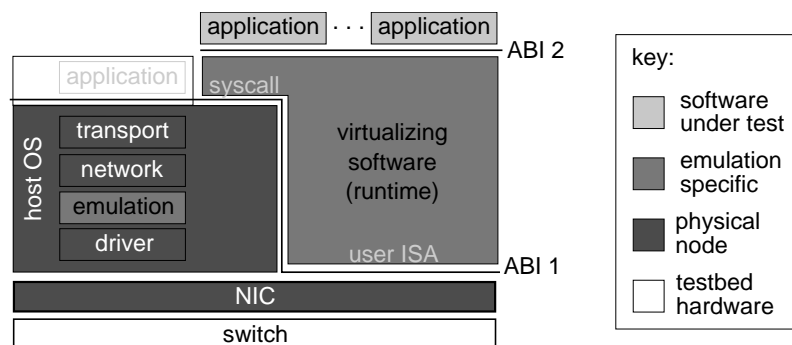 application · · · application
ABI 2
application
syscall
transport
network
emulation
driver
host OS
virtualizing
software
(runtime)
user ISA
ABI 1
NIC
switch
key:
software
under test
emulation
specific
physical
node
testbed
hardware